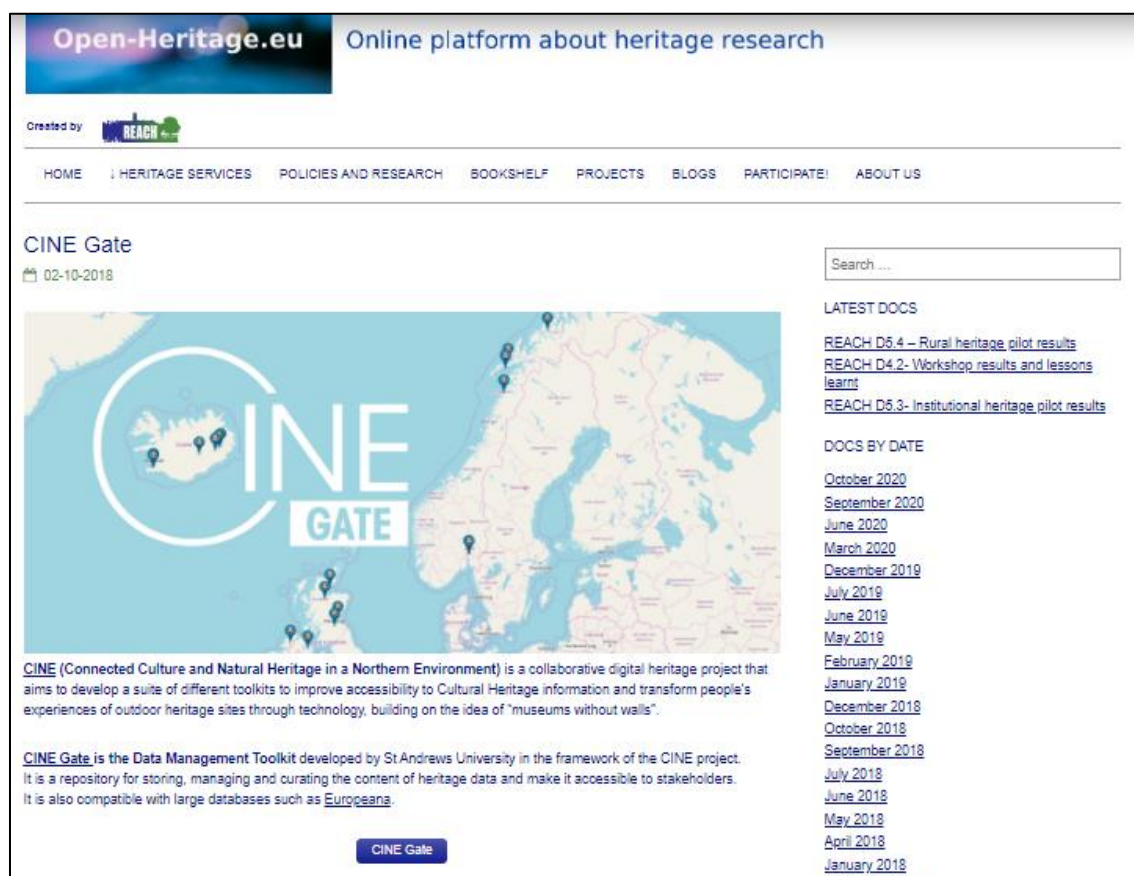 Open-Heritage.eu
Online platform about heritage research
Created by
REACH
HOME
↓ HERITAGE SERVICES
POLICIES AND RESEARCH
BOOKSHELF
PROJECTS
BLOGS
PARTICIPATE!
ABOUT US
CINE Gate
02-10-2018
CINE
GATE
CINE (Connected Culture and Natural Heritage in a Northern Environment) is a collaborative digital heritage project that
aims to develop a suite of different toolkits to improve accessibility to Cultural Heritage information and transform people's
experiences of outdoor heritage sites through technology, building on the idea of "museums without walls".
CINE Gate is the Data Management Toolkit developed by St Andrews University in the framework of the CINE project.
It is a repository for storing, managing and curating the content of heritage data and make it accessible to stakeholders.
It is also compatible with large databases such as Europeana.
CINE Gate
Search ...
LATEST DOCS
REACH D5.4 – Rural heritage pilot results
REACH D4.2- Workshop results and lessons
learnt
REACH D5.3- Institutional heritage pilot results
DOCS BY DATE
October 2020
September 2020
June 2020
March 2020
December 2019
July 2019
June 2019
May 2019
February 2019
January 2019
December 2018
October 2018
September 2018
July 2018
June 2018
May 2018
April 2018
January 2018